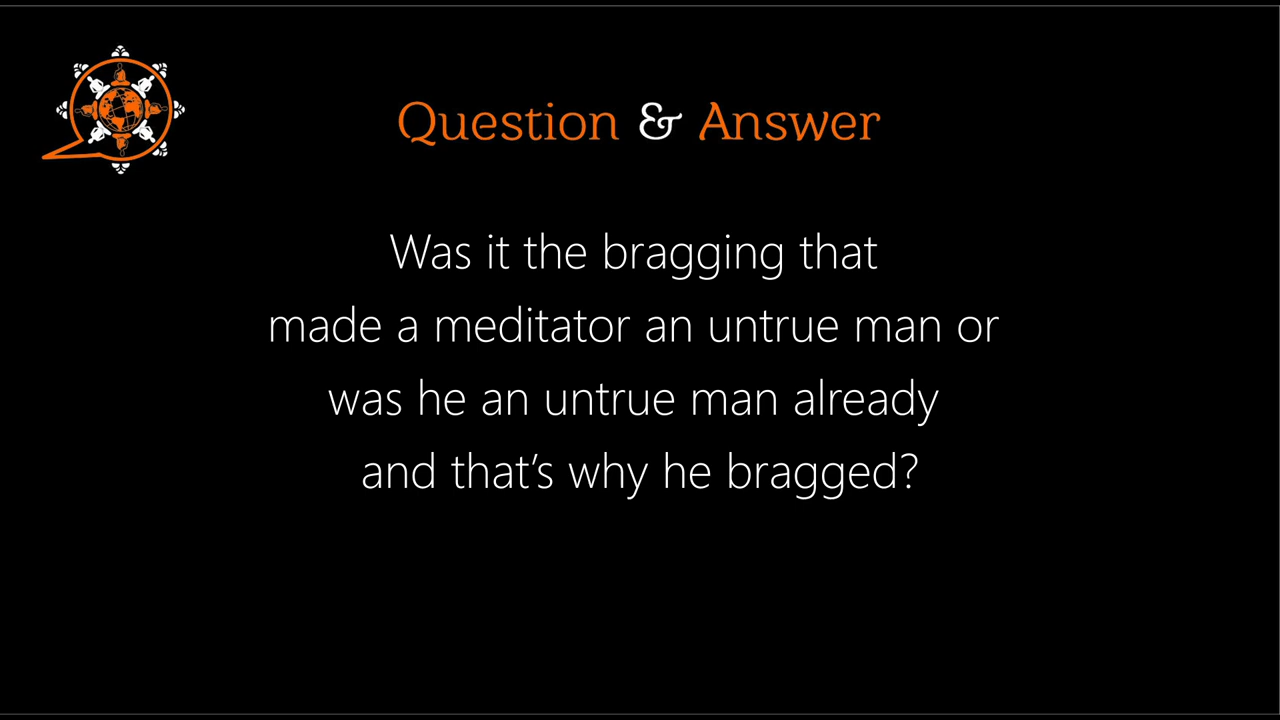 Question & Answer
Was it the bragging that
made a meditator an untrue man or
was he an untrue man already
and that’s why he bragged?